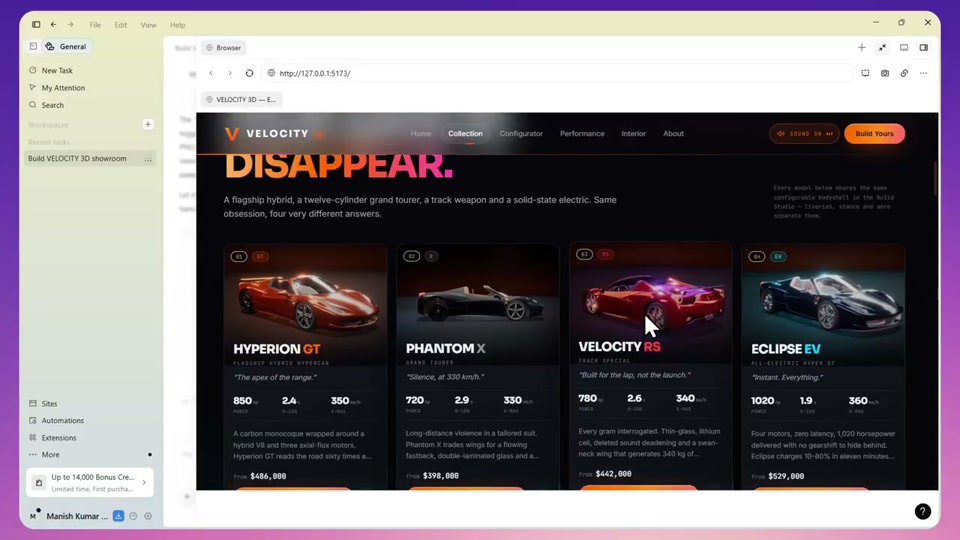 File Edit View Help
General
New Task
My Attention
Search
Workspaces
Recent tasks
Build VELOCITY 3D showroom
Sites
Automations
Extensions
More
Up to 14,000 Bonus Cre...
Limited time, First purcha...
Manish Kumar ...
Browser
http://127.0.0.1:5173/
VELOCITY 3D — E...
VELOCITY
Home Collection Configurator Performance Interior About
SOUND ON
Build Yours
DISAPPEAR.
A flagship hybrid, a twelve-cylinder grand tourer, a track weapon and a solid-state electric. Same
obsession, four very different answers.
Every model below shares the same
configurable bodyshell in the Build
Studio — liveries, stance and aero
separate them.
01 GT
HYPERION GT
FLAGSHIP HYBRID HYPERCAR
"The apex of the range."
850 hp 2.4 s 350 km/h
POWER 0-100 V-MAX
A carbon monocoque wrapped around a
hybrid V8 and three axial-flux motors.
Hyperion GT reads the road sixty times a...
from $486,000
02 X
PHANTOM X
GRAND TOURER
"Silence, at 330 km/h."
720 hp 2.9 s 330 km/h
POWER 0-100 V-MAX
Long-distance violence in a tailored suit.
Phantom X trades wings for a flowing
fastback, double-laminated glass and a...
from $398,000
03 RS
VELOCITY RS
TRACK SPECIAL
"Built for the lap, not the launch."
780 hp 2.6 s 340 km/h
POWER 0-100 V-MAX
Every gram interrogated. Thin-glass, lithium
cell, deleted sound deadening and a swan-
neck wing that generates 340 kg of...
from $442,000
04 EV
ECLIPSE EV
ALL-ELECTRIC HYPER GT
"Instant. Everything."
1020 hp 1.9 s 360 km/h
POWER 0-100 V-MAX
Four motors, zero latency, 1,020 horsepower
delivered with no gearshift to hide behind.
Eclipse charges 10-80% in eleven minutes...
from $529,000